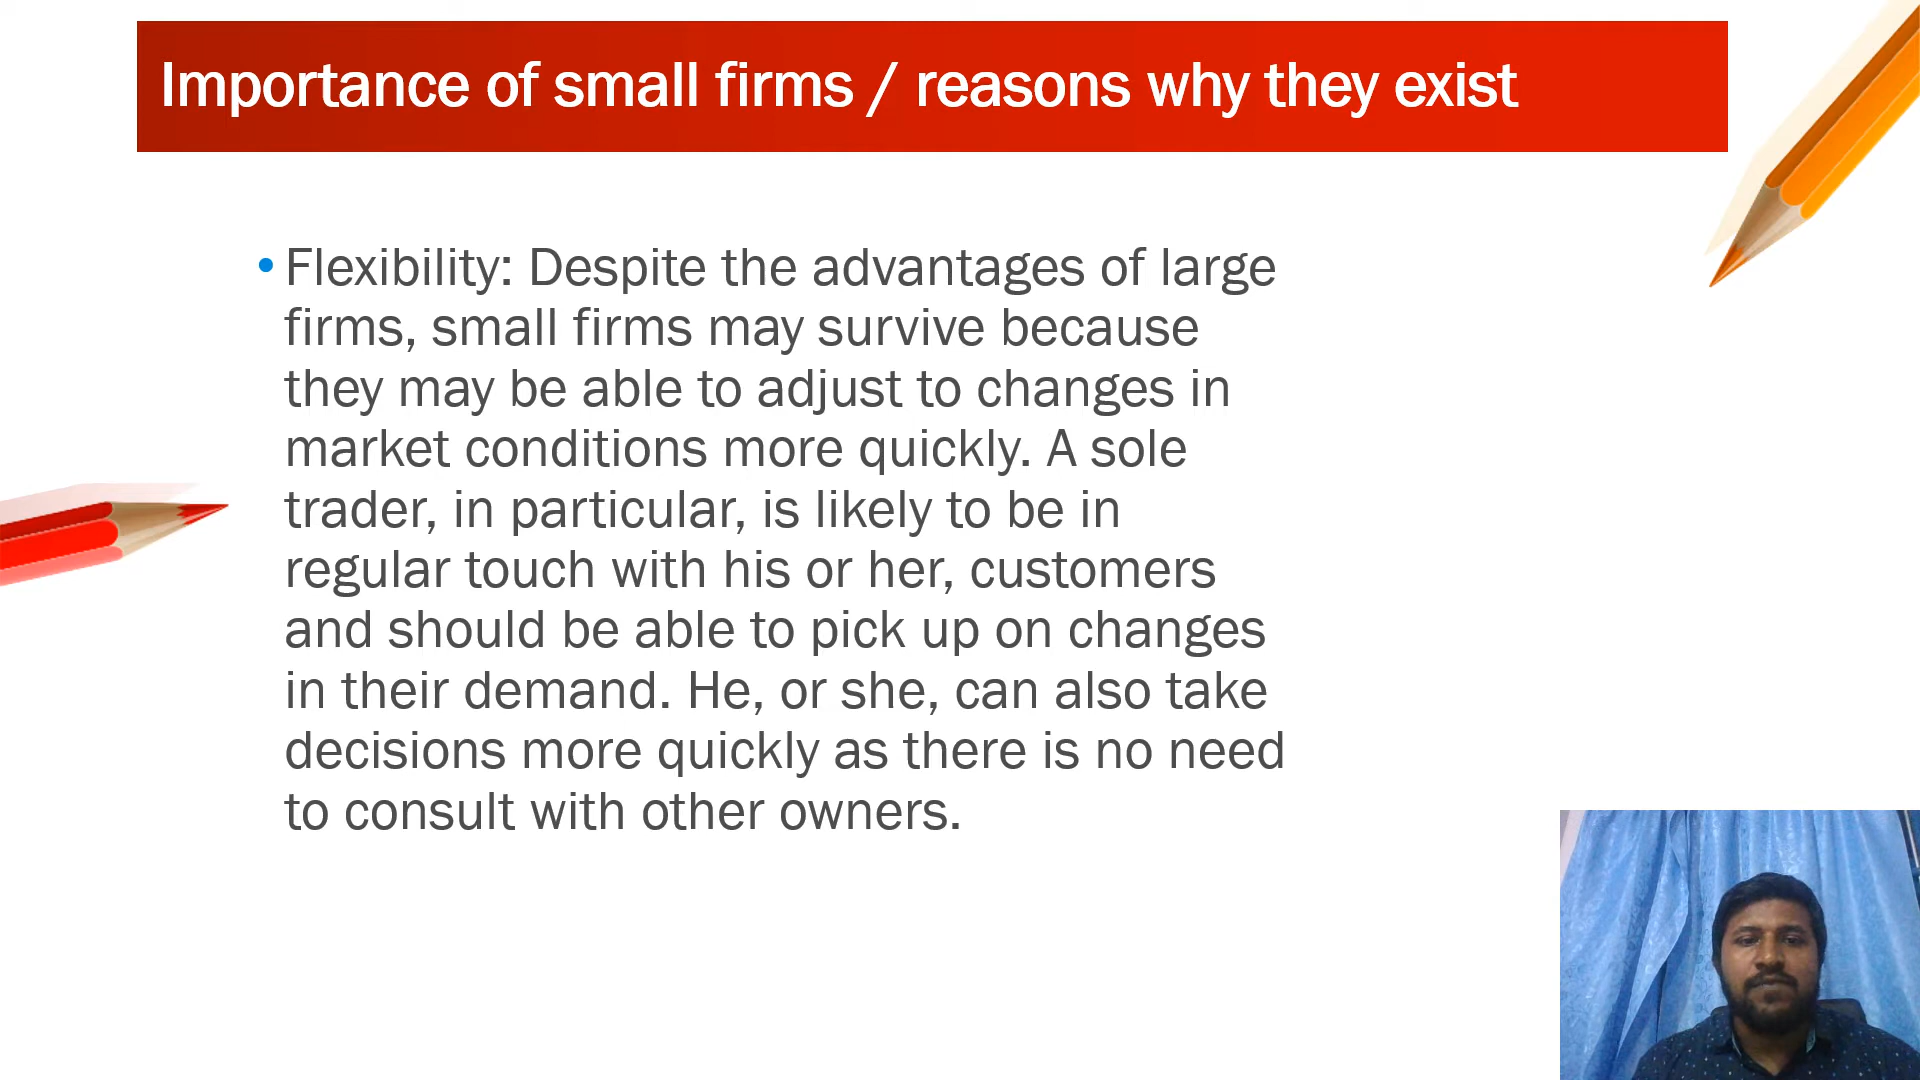 Importance of small firms / reasons why they exist
• Flexibility: Despite the advantages of large
firms, small firms may survive because
they may be able to adjust to changes in
market conditions more quickly. A sole
trader, in particular, is likely to be in
regular touch with his or her, customers
and should be able to pick up on changes
in their demand. He, or she, can also take
decisions more quickly as there is no need
to consult with other owners.